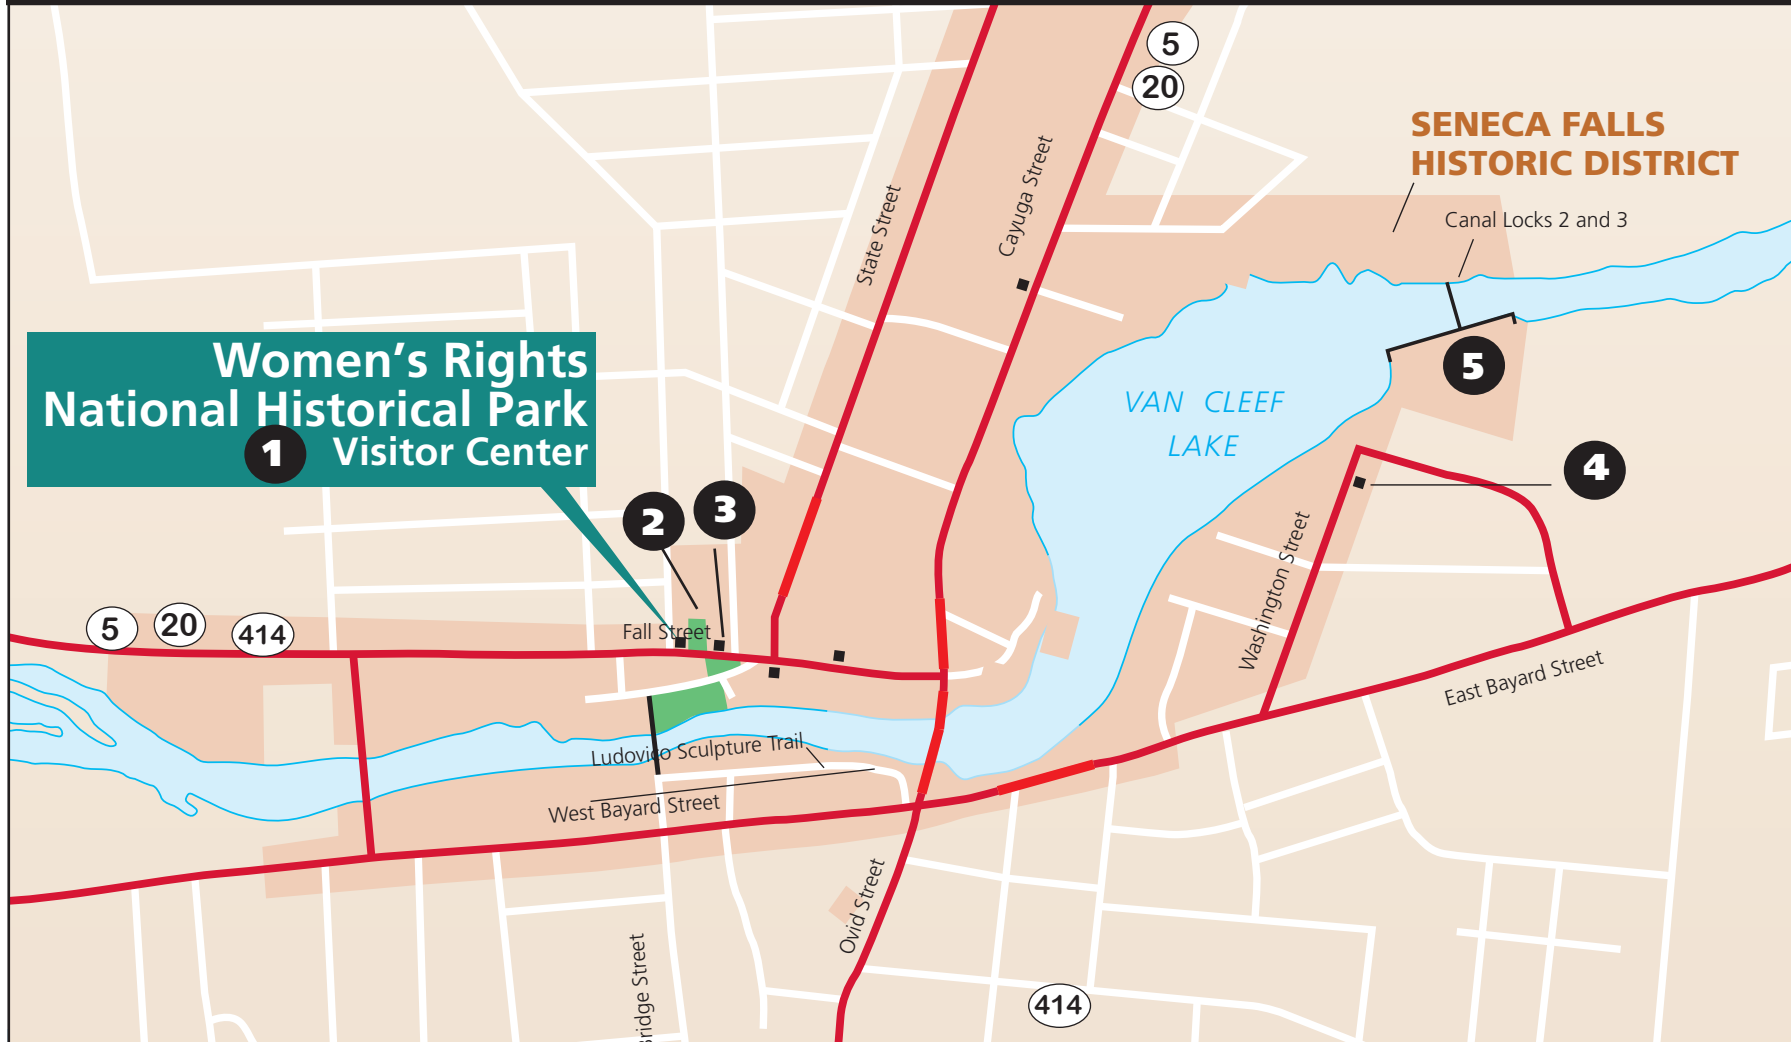 5
20
SENECA FALLS
HISTORIC DISTRICT
Canal Locks 2 and 3
State Street
Cayuga Street
Women's Rights
National Historical Park
1 Visitor Center
VAN CLEEF
LAKE
5
4
2
3
Washington Street
5
20
414
Fall Street
East Bayard Street
Ludovico Sculpture Trail
West Bayard Street
Ovid Street
Street
414